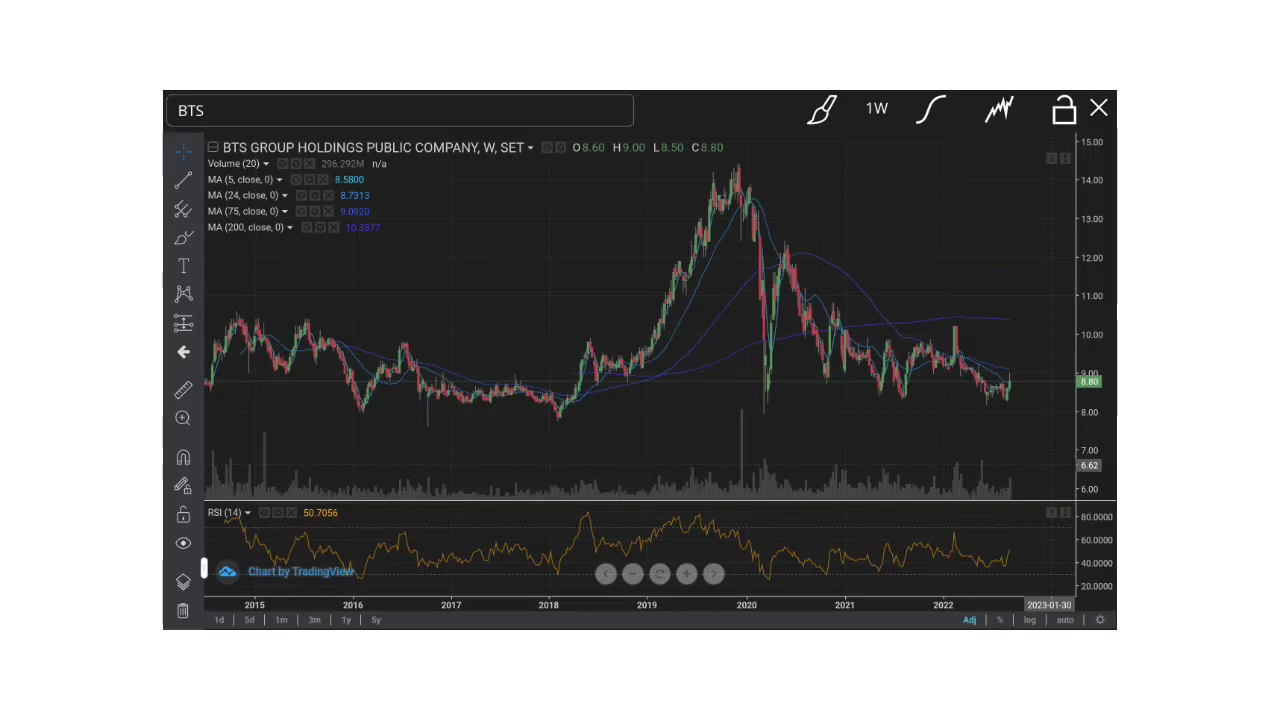 BTS
1W
BTS GROUP HOLDINGS PUBLIC COMPANY, W, SET O8.60 H9.00 L8.50 C8.80
Volume (20) 296.292M n/a
MA (5, close, 0) 8.5800
MA (24, close, 0) 8.7313
MA (75, close, 0) 9.0920
MA (200, close, 0) 10.3877
15.00
14.00
13.00
12.00
11.00
10.00
9.00
8.80
8.00
7.00
6.62
6.00
RSI (14) 50.7056
80.0000
60.0000
40.0000
20.0000
Chart by TradingView
2015 2016 2017 2018 2019 2020 2021 2022 2023-01-30
1d 5d 1m 3m 1y 5y Adj % log auto